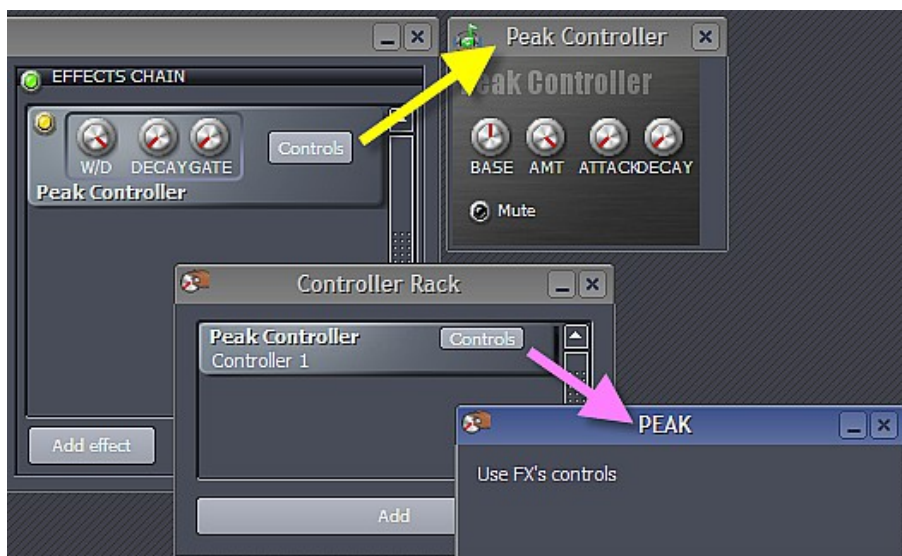 EFFECTS CHAIN
W/D DECAY GATE
Controls
Peak Controller
Add effect
Peak Controller
Peak Controller
BASE AMT ATTACK DECAY
Mute
Controller Rack
Peak Controller
Controls
Controller 1
Add
PEAK
Use FX's controls